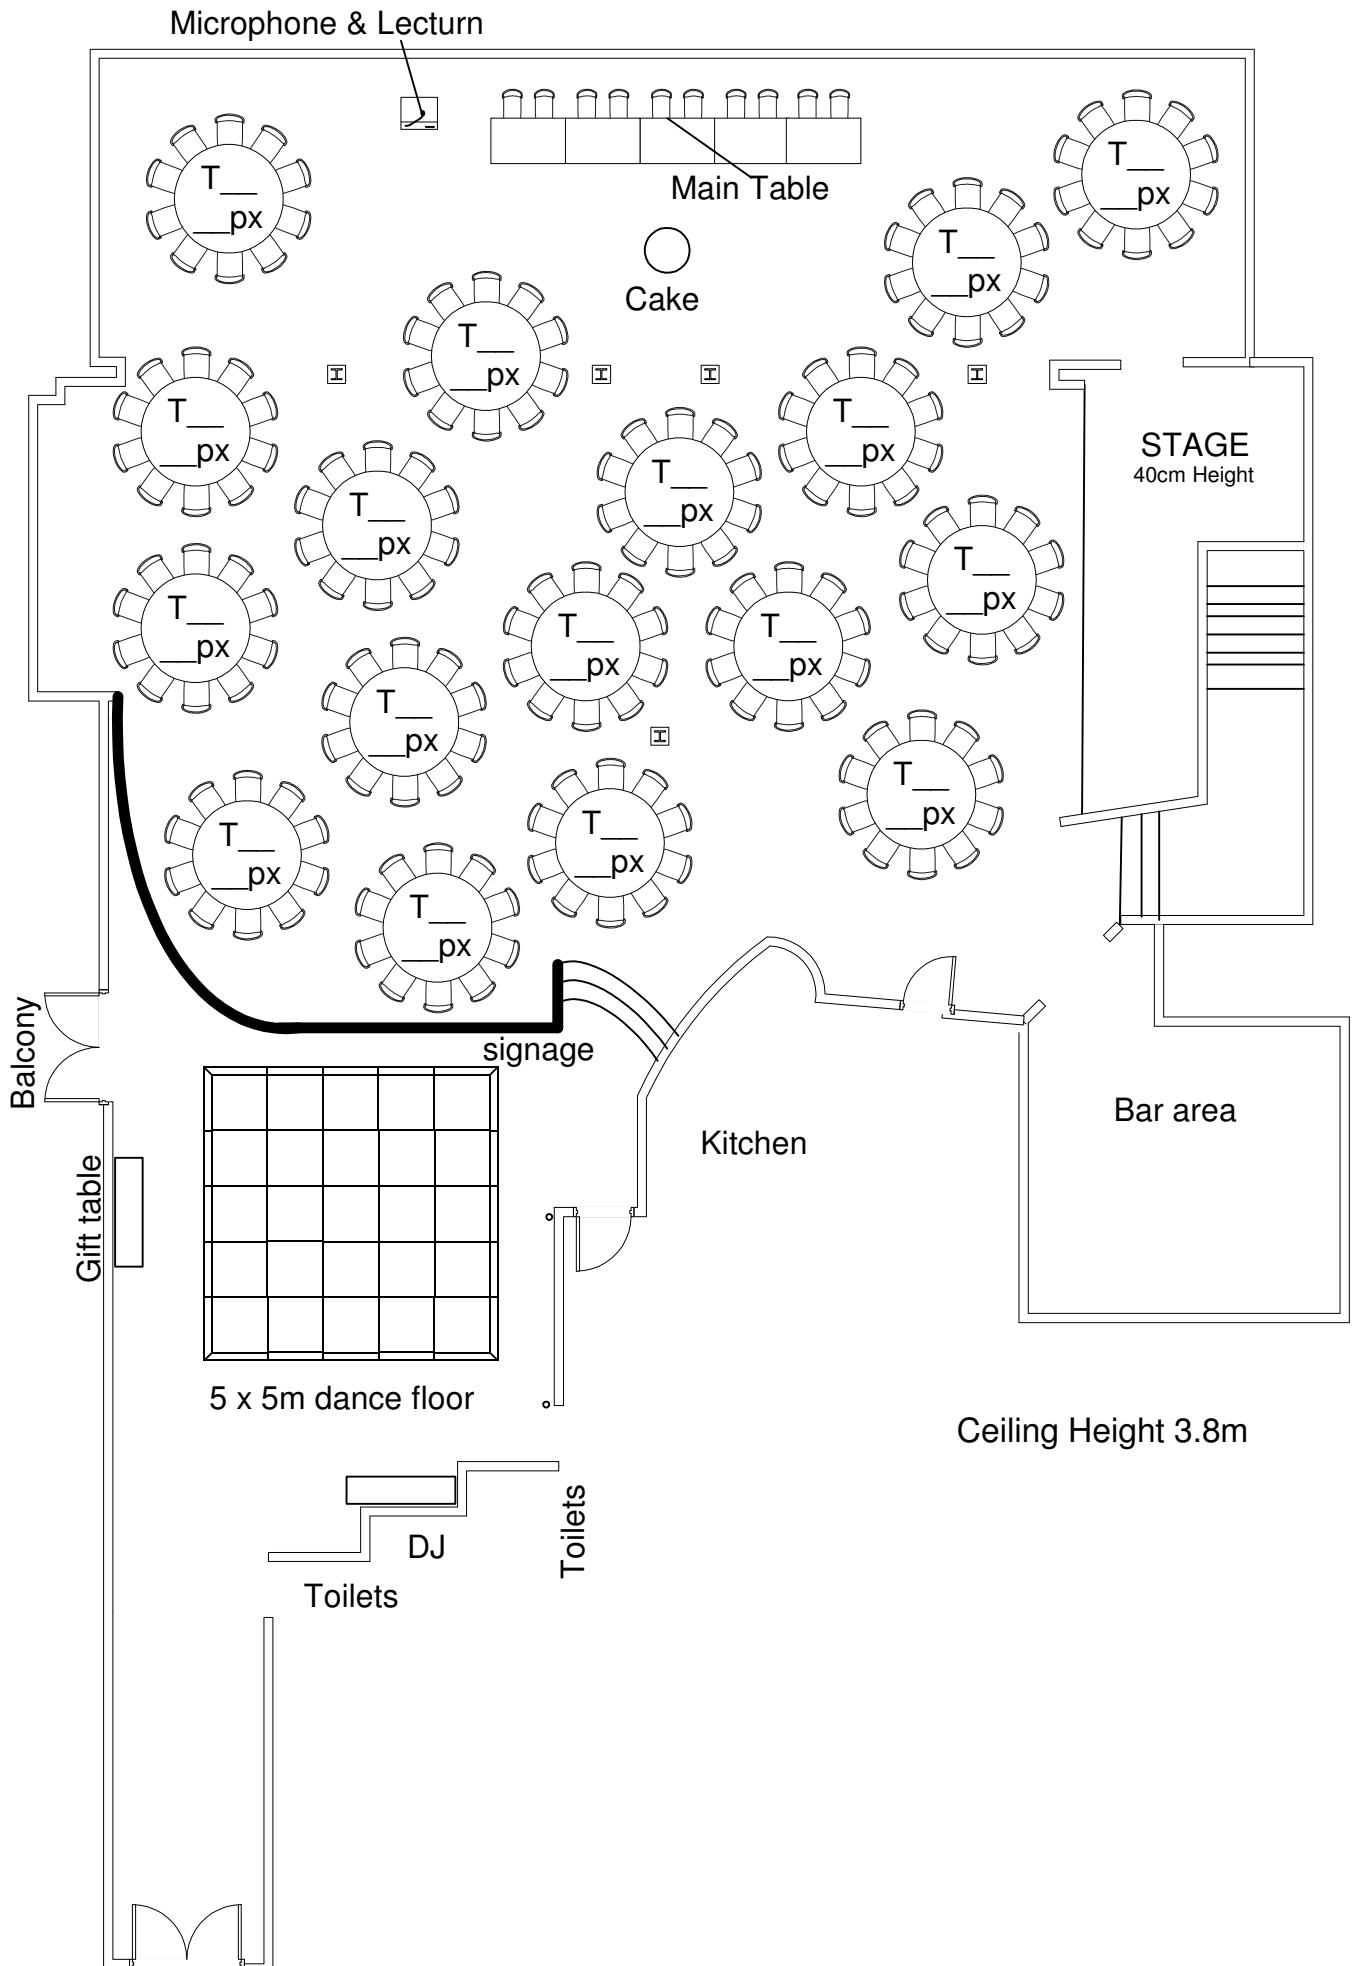 Microphone & Lecturn
Main Table
T__
__px
T__
__px
T__
__px
Cake
T__
__px
T__
__px
T__
__px
STAGE
40cm Height
T__
__px
T__
__px
T__
__px
T__
__px
T__
__px
T__
__px
T__
__px
T__
__px
T__
__px
T__
__px
T__
__px
signage
Balcony
Bar area
Kitchen
Gift table
5 x 5m dance floor
Ceiling Height 3.8m
Toilets
DJ
Toilets